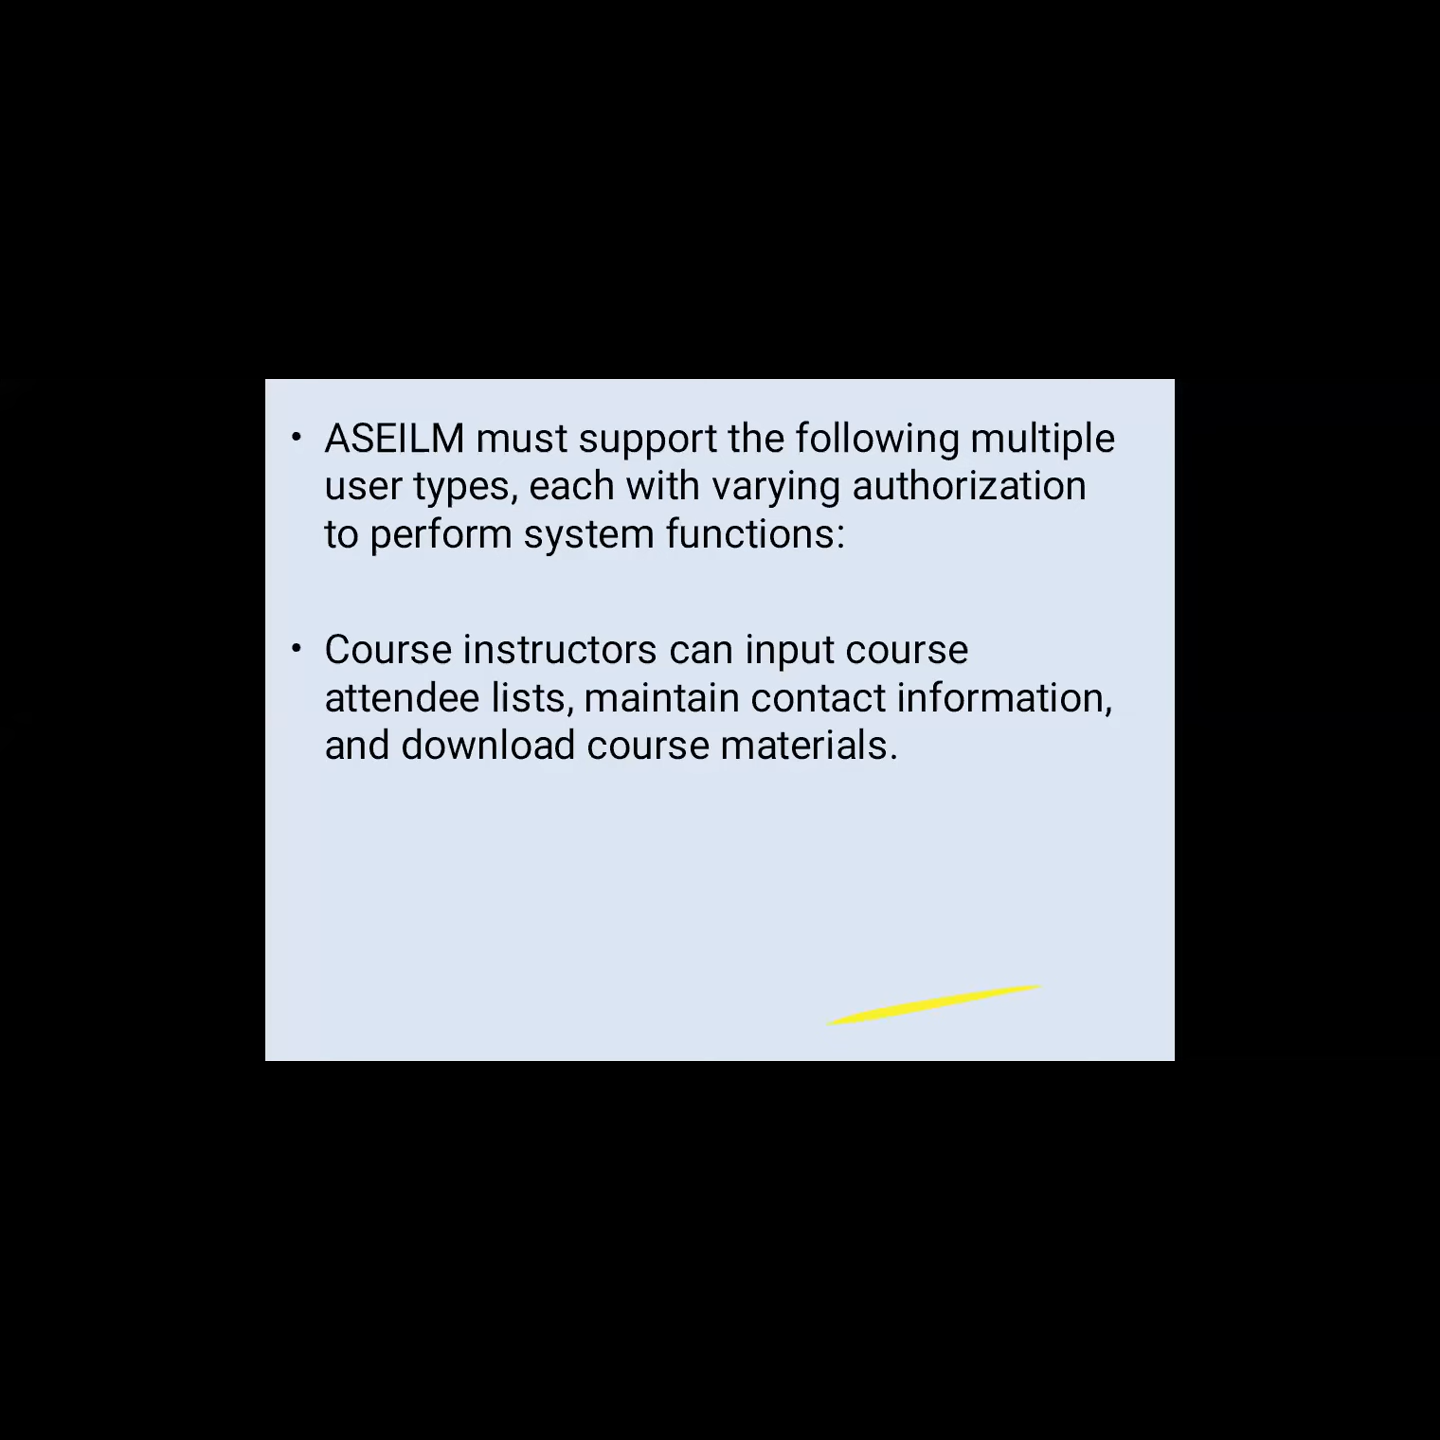 • ASEILM must support the following multiple
user types, each with varying authorization
to perform system functions:
• Course instructors can input course
attendee lists, maintain contact information,
and download course materials.